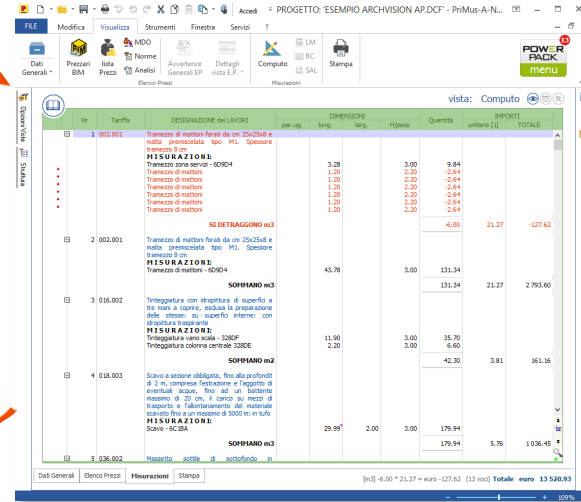 Accedi PROGETTO: 'ESEMPIO ARCHVISION AP.DCF' - PriMus-A-N...
FILE Modifica Visualizza Strumenti Finestra Servizi ?
Dati Generali
Prezzari BIM
lista Prezzi
MDO
Norme
Analisi
Avvertenze Generali EP
Dettagli vista E.P.
Elenco Prezzi
Computo
LM
RC
SAL
Misurazioni
Stampa
POWER PACK
menu
13
Opzioni Viste
Struttura
vista: Computo
Nr Tariffa DESIGNAZIONE dei LAVORI DIMENSIONI Quantità IMPORTI
par.ug. lung. larg. H/peso unitario [1] TOTALE
1 002.001 Tramezzo di mattoni forati da cm 25x25x8 e
malta premiscelata tipo M1. Spessore
tramezzo 8 cm
MISURAZIONI:
Tramezzo zona servizi - 6D9D4 3.28 3.00 9.84
Tramezzo di mattoni 1.20 2.20 -2.64
Tramezzo di mattoni 1.20 2.20 -2.64
Tramezzo di mattoni 1.20 2.20 -2.64
Tramezzo di mattoni 1.20 2.20 -2.64
Tramezzo di mattoni 1.20 2.20 -2.64
Tramezzo di mattoni 1.20 2.20 -2.64
SI DETRAGGONO m3 -6.00 21.27 -127.62
2 002.001 Tramezzo di mattoni forati da cm 25x25x8 e
malta premiscelata tipo M1. Spessore
tramezzo 8 cm
MISURAZIONI:
Tramezzo di mattoni - 6D9D4 43.78 3.00 131.34
SOMMANO m3 131.34 21.27 2 793.60
3 016.002 Tinteggiatura con idropittura di superfici a
tre mani a coprire, esclusa la preparazione
delle stesse: su superfici interne: con
idropittura traspirante
MISURAZIONI:
Tinteggiatura vano scala - 328DF 11.90 3.00 35.70
Tinteggiatura colonna centrale 328DE 2.20 3.00 6.60
SOMMANO m2 42.30 3.81 161.16
4 018.003 Scavo a sezione obbligata, fino alla profondit
di 2 m, compresa l'estrazione e l'aggotto di
eventuali acque, fino ad un battente
massimo di 20 cm, il carico su mezzi di
trasporto e l'allontanamento del materiale
scavato fino a un massimo di 5000 m: in tufo
MISURAZIONI:
Scavo - 6C1BA 29.99 2.00 3.00 179.94
SOMMANO m3 179.94 5.76 1 036.45
5 036.002 Massetto sottile di sottofondo in
Dati Generali Elenco Prezzi Misurazioni Stampa
[m3] -6.00 * 21.27 = euro -127.62 (13 voci) Totale euro 13 520.93
109%